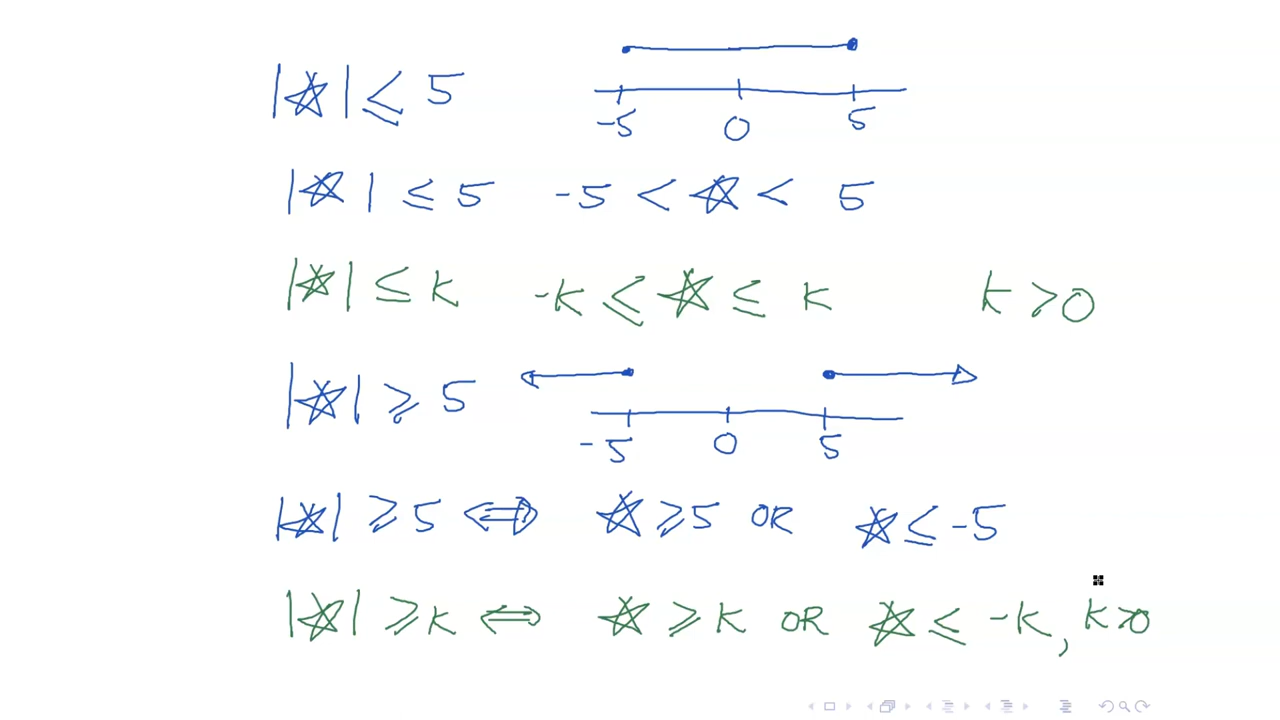 |☆| ≤ 5
-5 0 5
|☆| ≤ 5 -5 < ☆ < 5
|☆| ≤ k -k ≤ ☆ ≤ k k > 0
|☆| ≥ 5
-5 0 5
|☆| ≥ 5 ⟺ ☆ ≥ 5 OR ☆ ≤ -5
|☆| ≥ k ⟺ ☆ ≥ k OR ☆ ≤ -k, k > 0